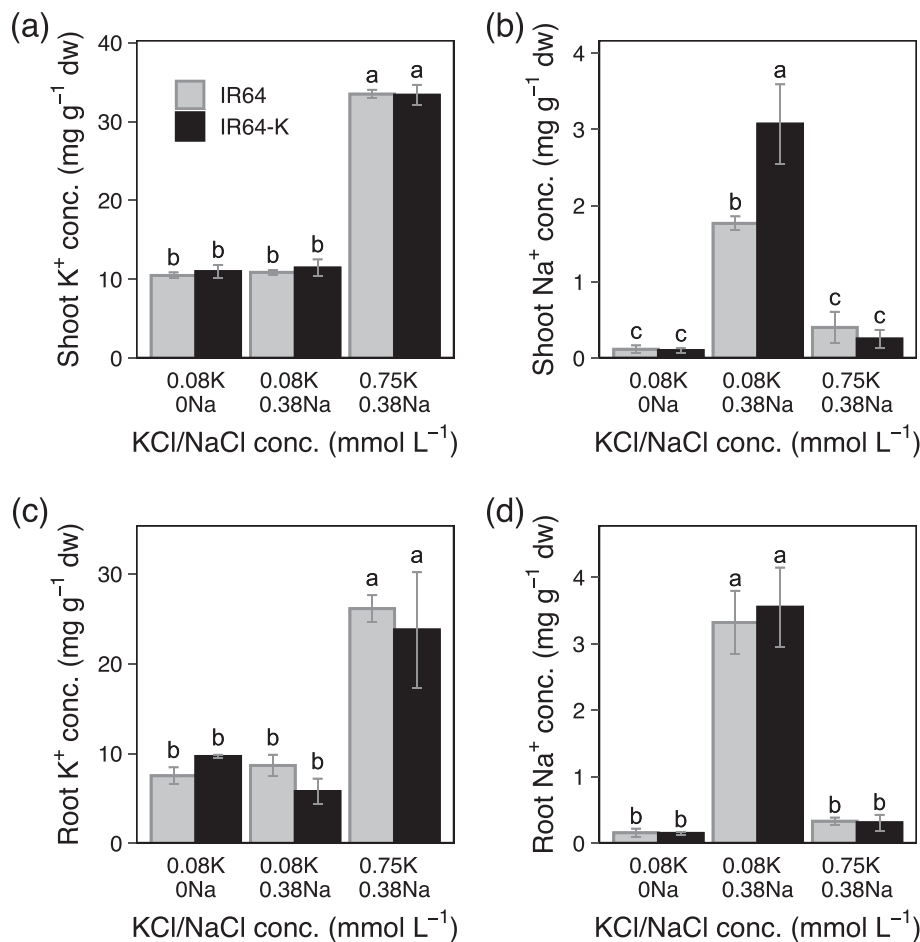 (a)
Shoot K⁺ conc. (mg g⁻¹ dw)
40
30
20
10
0
IR64
IR64-K
b b b b a a
0.08K 0.08K 0.75K
0Na 0.38Na 0.38Na
KCl/NaCl conc. (mmol L⁻¹)
(b)
Shoot Na⁺ conc. (mg g⁻¹ dw)
4
3
2
1
0
c c b a c c
0.08K 0.08K 0.75K
0Na 0.38Na 0.38Na
KCl/NaCl conc. (mmol L⁻¹)
(c)
Root K⁺ conc. (mg g⁻¹ dw)
30
20
10
0
b b b b a a
0.08K 0.08K 0.75K
0Na 0.38Na 0.38Na
KCl/NaCl conc. (mmol L⁻¹)
(d)
Root Na⁺ conc. (mg g⁻¹ dw)
4
3
2
1
0
b b a a b b
0.08K 0.08K 0.75K
0Na 0.38Na 0.38Na
KCl/NaCl conc. (mmol L⁻¹)